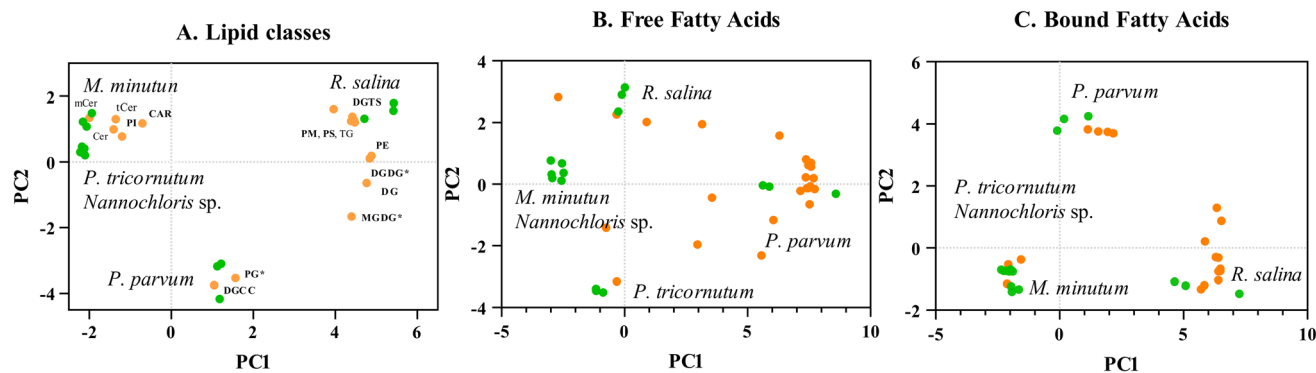 A. Lipid classes
M. minutun
R. salina
mCer
tCer
CAR
PI
Cer
DGTS
PM, PS, TG
PE
DGDG*
DG
MGDG*
P. tricornutum
Nannochloris sp.
P. parvum
PG*
DGCC
2
0
-2
-4
-2
0
2
4
6
PC2
PC1
B. Free Fatty Acids
R. salina
M. minutun
Nannochloris sp.
P. parvum
P. tricornutum
4
2
0
-2
-4
-5
0
5
10
PC2
PC1
C. Bound Fatty Acids
P. parvum
P. tricornutum
Nannochloris sp.
M. minutum
R. salina
6
4
2
0
-2
-5
0
5
10
PC2
PC1